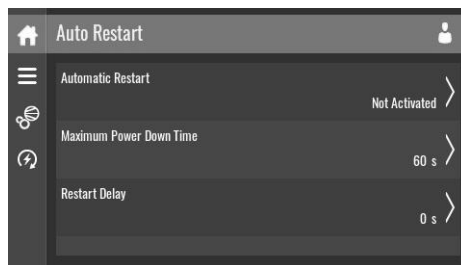 Auto Restart
Automatic Restart
Not Activated
Maximum Power Down Time
60 s
Restart Delay
0 s